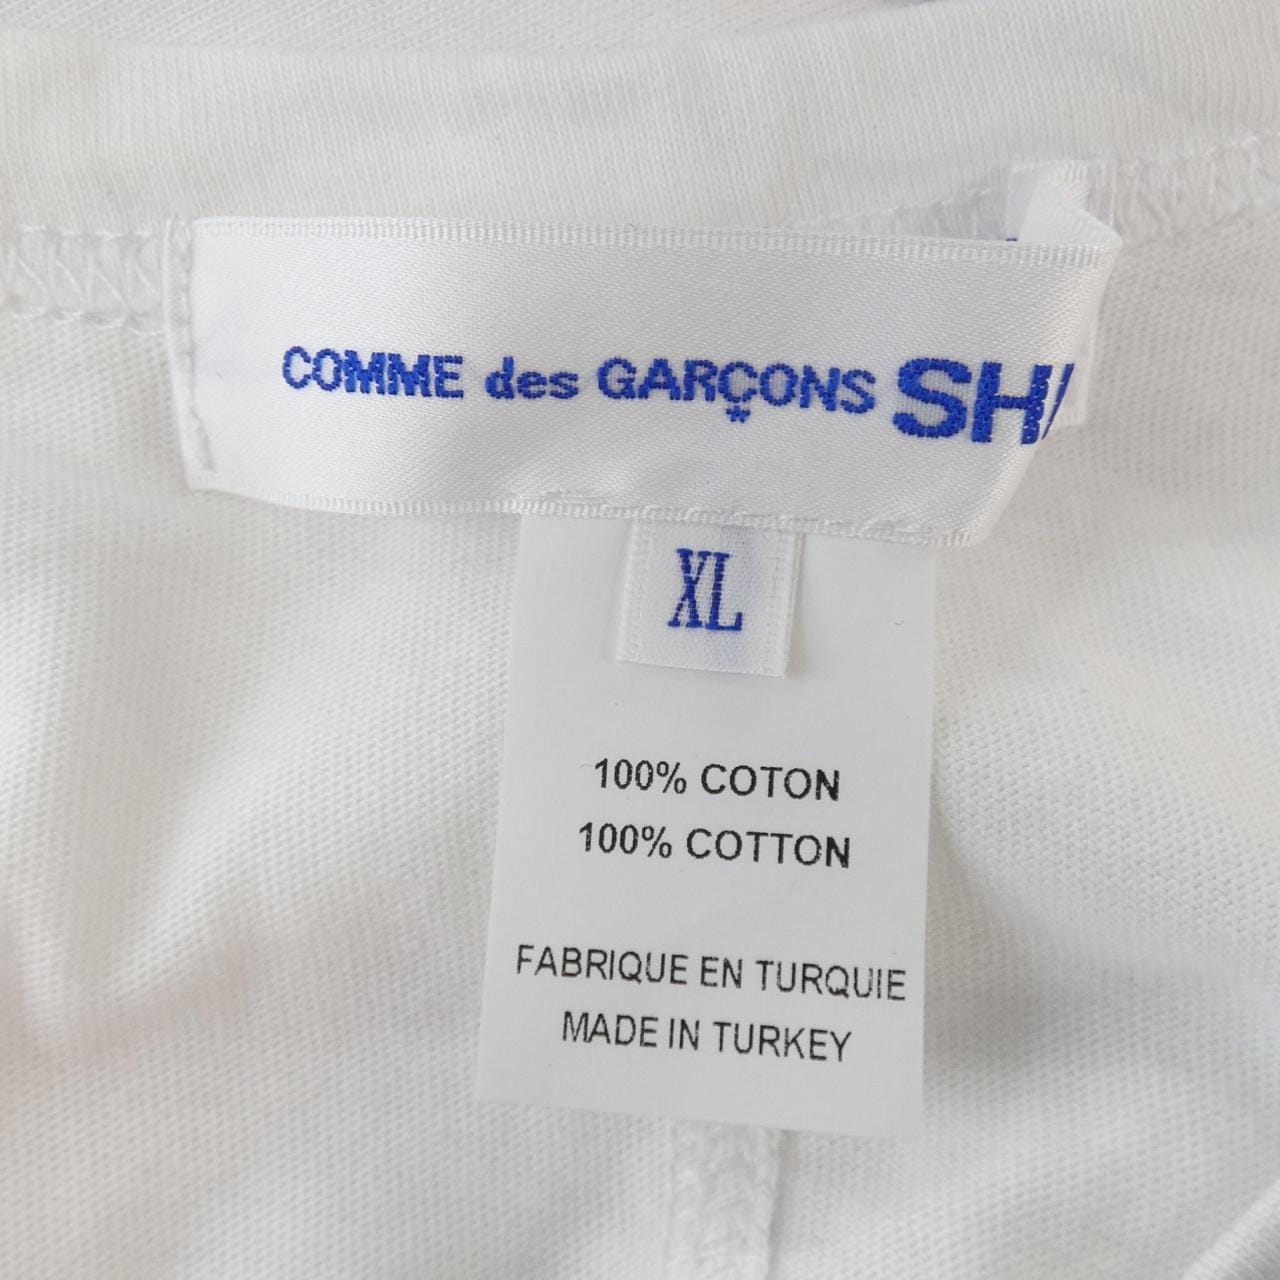 COMME des GARÇONS SH
XL
100% COTON
100% COTTON
FABRIQUE EN TURQUIE
MADE IN TURKEY